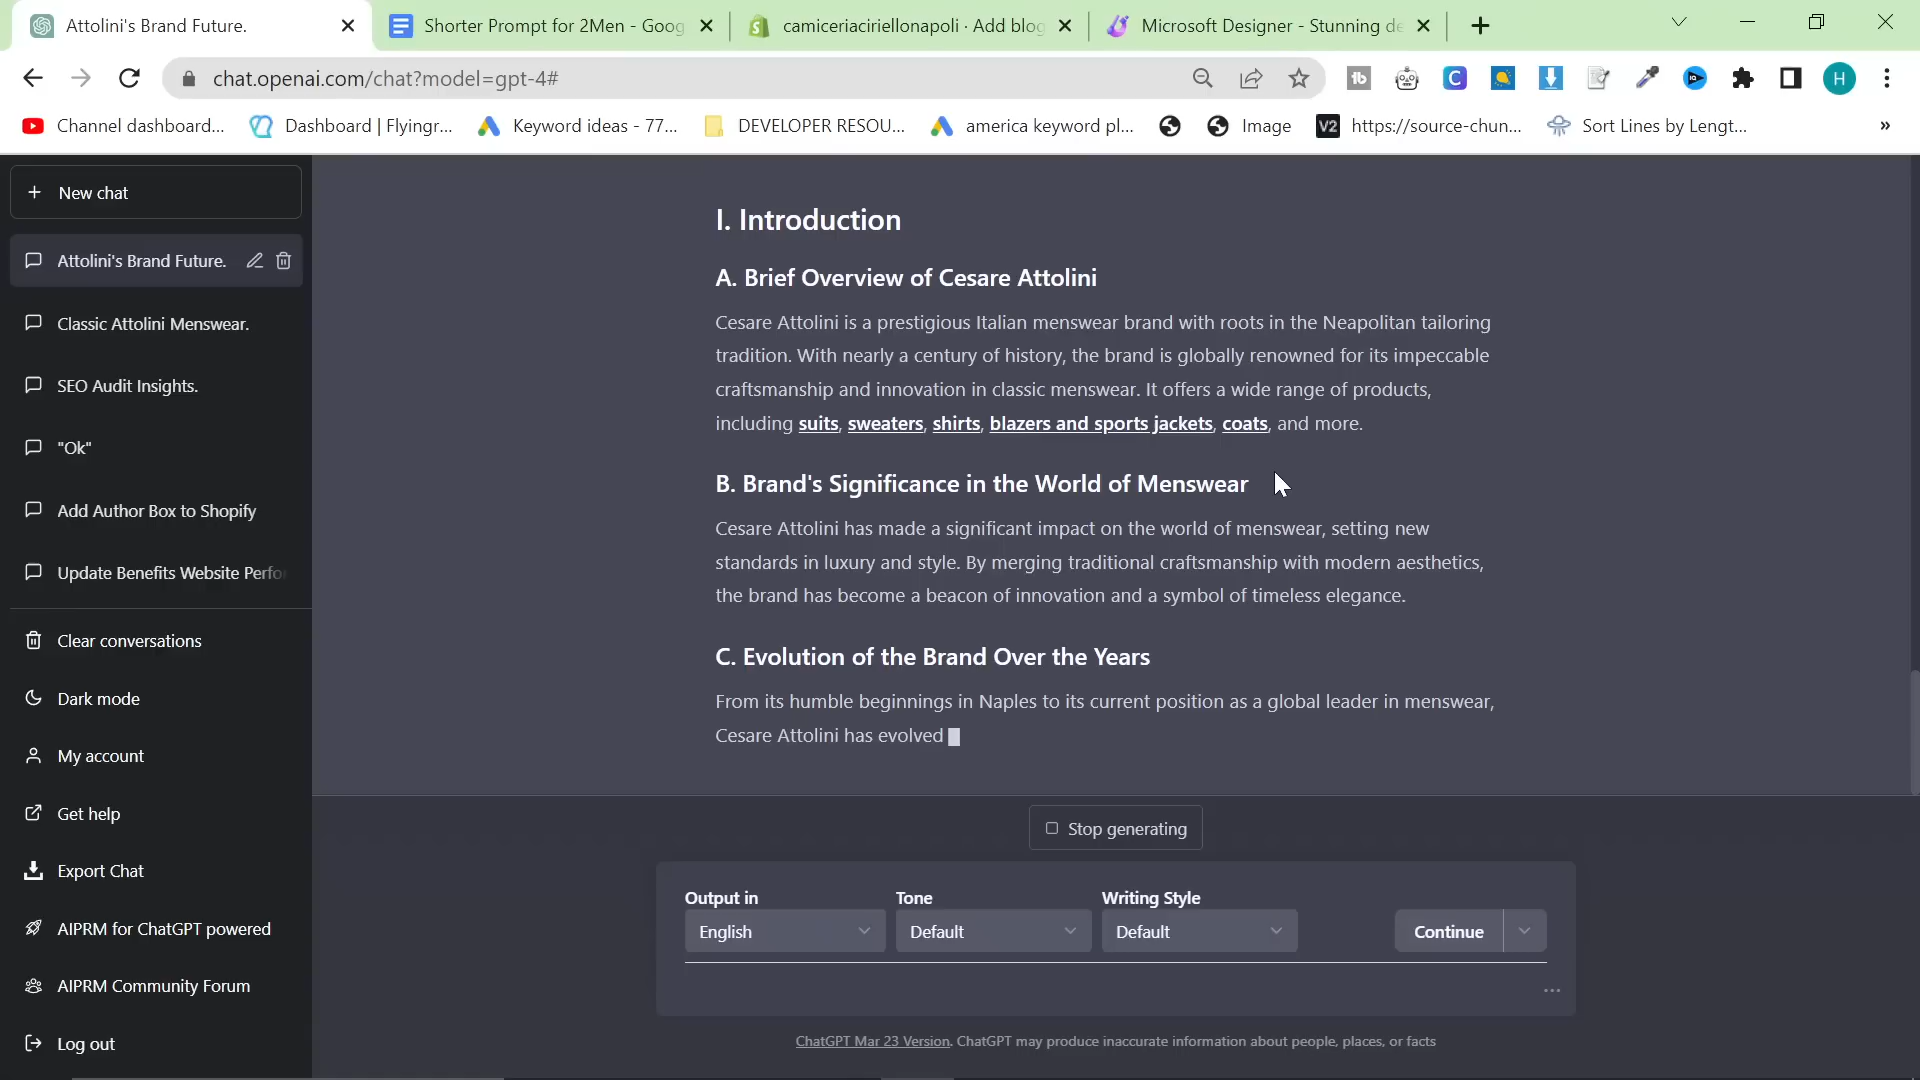 Attolini's Brand Future.
Shorter Prompt for 2Men - Goog
camiceriaciriellonapoli · Add blog
Microsoft Designer - Stunning de
chat.openai.com/chat?model=gpt-4#
H
Channel dashboard...
Dashboard | Flyingr...
Keyword ideas - 77...
DEVELOPER RESOU...
america keyword pl...
Image
V2
https://source-chun...
Sort Lines by Lengt...
»
New chat
Attolini's Brand Future.
Classic Attolini Menswear.
SEO Audit Insights.
"Ok"
Add Author Box to Shopify
Update Benefits Website Perfo
Clear conversations
Dark mode
My account
Get help
Export Chat
AIPRM for ChatGPT powered
AIPRM Community Forum
Log out
I. Introduction
A. Brief Overview of Cesare Attolini
Cesare Attolini is a prestigious Italian menswear brand with roots in the Neapolitan tailoring
tradition. With nearly a century of history, the brand is globally renowned for its impeccable
craftsmanship and innovation in classic menswear. It offers a wide range of products,
including suits, sweaters, shirts, blazers and sports jackets, coats, and more.
B. Brand's Significance in the World of Menswear
Cesare Attolini has made a significant impact on the world of menswear, setting new
standards in luxury and style. By merging traditional craftsmanship with modern aesthetics,
the brand has become a beacon of innovation and a symbol of timeless elegance.
C. Evolution of the Brand Over the Years
From its humble beginnings in Naples to its current position as a global leader in menswear,
Cesare Attolini has evolved
Stop generating
Output in
Tone
Writing Style
English
Default
Default
Continue
...
ChatGPT Mar 23 Version. ChatGPT may produce inaccurate information about people, places, or facts